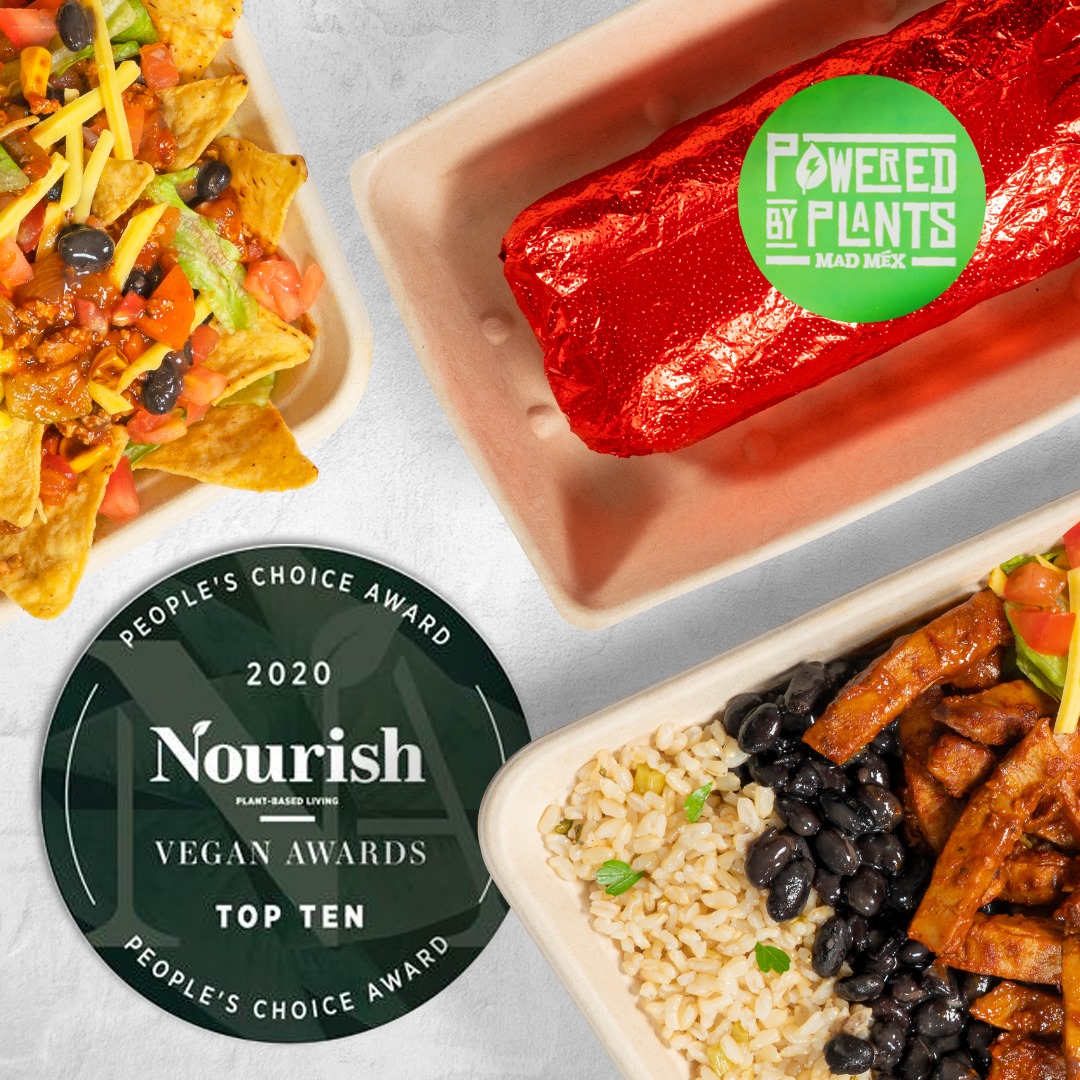 POWERED
BY PLANTS
MAD MÉX
PEOPLE'S CHOICE AWARD
2020
Nourish
PLANT-BASED LIVING
VEGAN AWARDS
TOP TEN
PEOPLE'S CHOICE AWARD